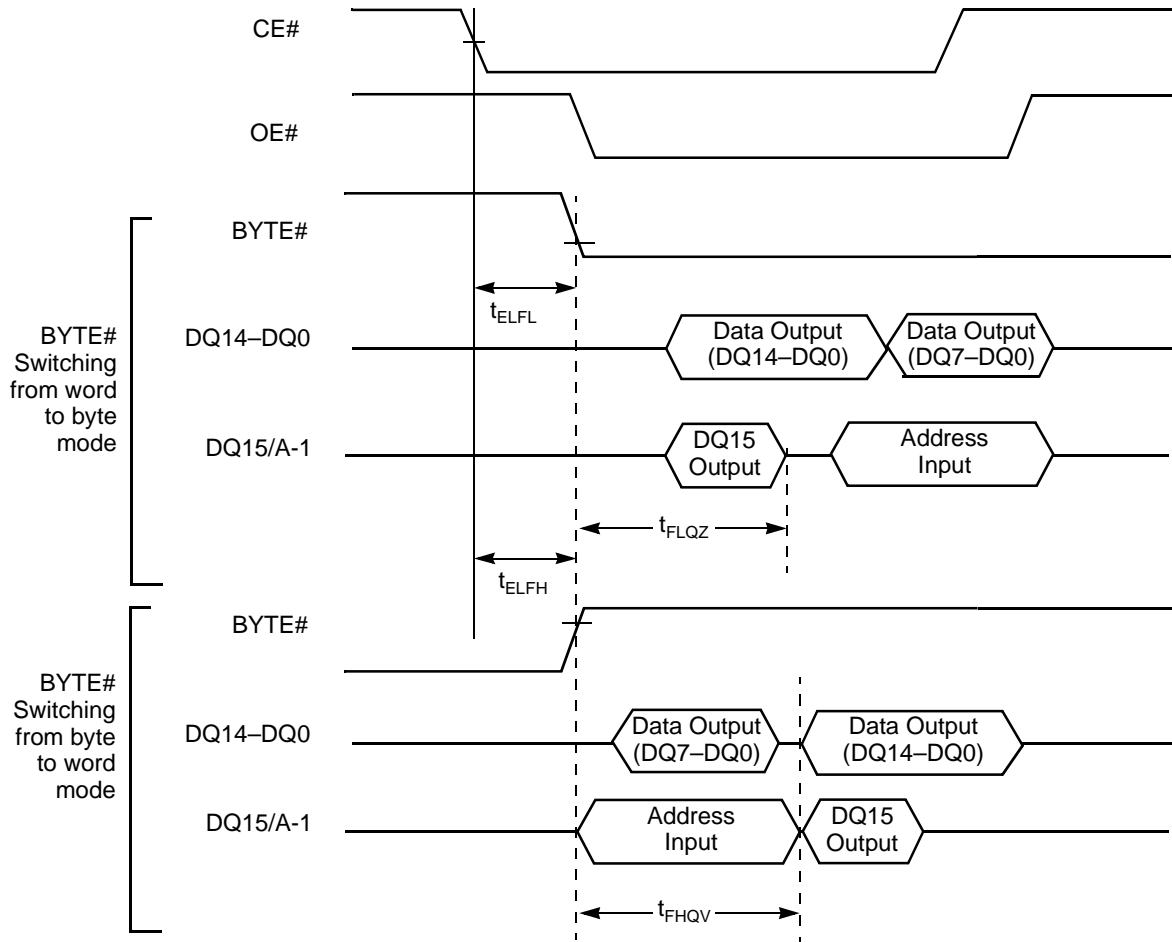 CE#
OE#
BYTE#
tELFL
BYTE#
Switching
from word
to byte
mode
DQ14–DQ0
Data Output
(DQ14–DQ0)
Data Output
(DQ7–DQ0)
DQ15/A-1
DQ15
Output
Address
Input
tFLQZ
tELFH
BYTE#
BYTE#
Switching
from byte
to word
mode
DQ14–DQ0
Data Output
(DQ7–DQ0)
Data Output
(DQ14–DQ0)
DQ15/A-1
Address
Input
DQ15
Output
tFHQV